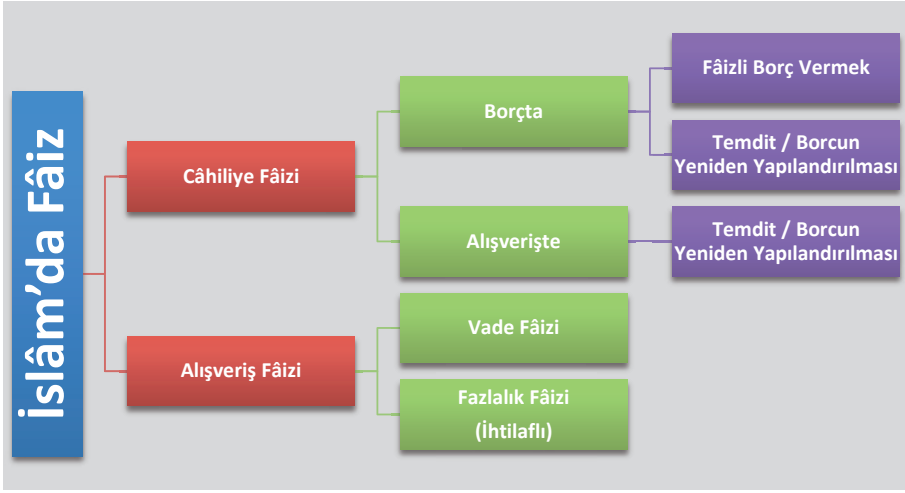 İslâm'da Fâiz
Câhiliye Fâizi
Borçta
Fâizli Borç Vermek
Temdit / Borcun
Yeniden Yapılandırılması
Alışverişte
Temdit / Borcun
Yeniden Yapılandırılması
Alışveriş Fâizi
Vade Fâizi
Fazlalık Fâizi
(İhtilaflı)